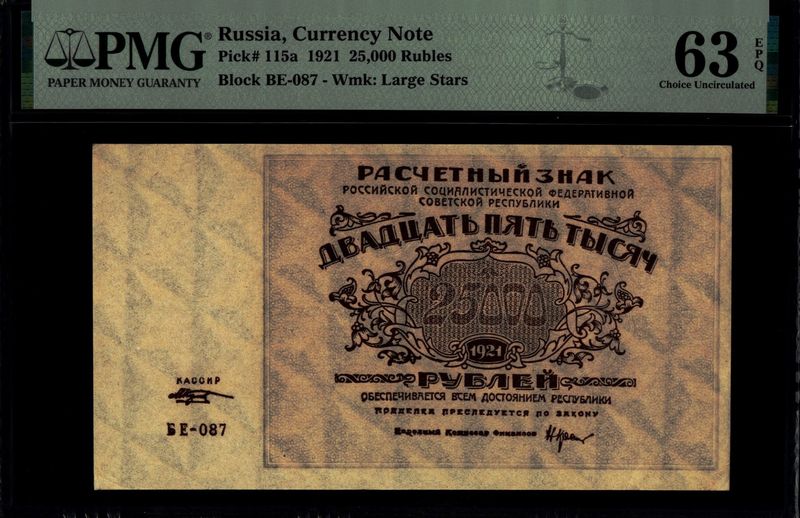 PMG®
PAPER MONEY GUARANTY
Russia, Currency Note
Pick# 115a 1921 25,000 Rubles
Block BE-087 - Wmk: Large Stars
63 EPQ
Choice Uncirculated
РАСЧЕТНЫЙ ЗНАК
РОССИЙСКОЙ СОЦИАЛИСТИЧЕСКОЙ ФЕДЕРАТИВНОЙ
СОВЕТСКОЙ РЕСПУБЛИКИ
ДВАДЦАТЬ ПЯТЬ ТЫСЯЧ
25000
1921
РУБЛЕЙ
ОБЕСПЕЧИВАЕТСЯ ВСЕМ ДОСТОЯНИЕМ РЕСПУБЛИКИ
ПОДДЕЛКА ПРЕСЛЕДУЕТСЯ ПО ЗАКОНУ
Народный Комиссар Финансов
КАССИР
БЕ-087